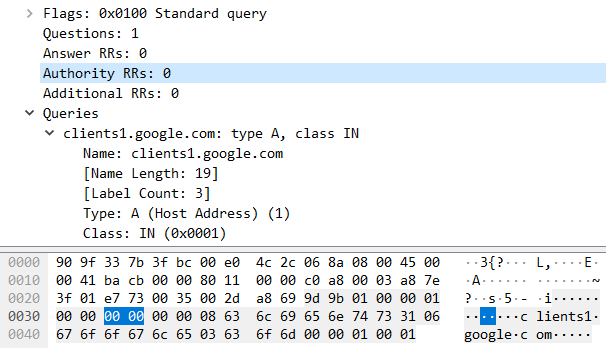 Flags: 0x0100 Standard query
Questions: 1
Answer RRs: 0
Authority RRs: 0
Additional RRs: 0
Queries
clients1.google.com: type A, class IN
Name: clients1.google.com
[Name Length: 19]
[Label Count: 3]
Type: A (Host Address) (1)
Class: IN (0x0001)
0000 90 9f 33 7b 3f bc 00 e0 4c 2c 06 8a 08 00 45 00 ··3{?··· L,····E·
0010 00 41 ba cb 00 00 80 11 00 00 c0 a8 00 03 a8 7e ·A······ ·······~
0020 3f 01 e7 73 00 35 00 2d a8 69 9d 9b 01 00 00 01 ?··s·5·- ·i······
0030 00 00 00 00 00 00 08 63 6c 69 65 6e 74 73 31 06 ·······c lients1·
0040 67 6f 6f 67 6c 65 03 63 6f 6d 00 00 01 00 01 google·c om·····